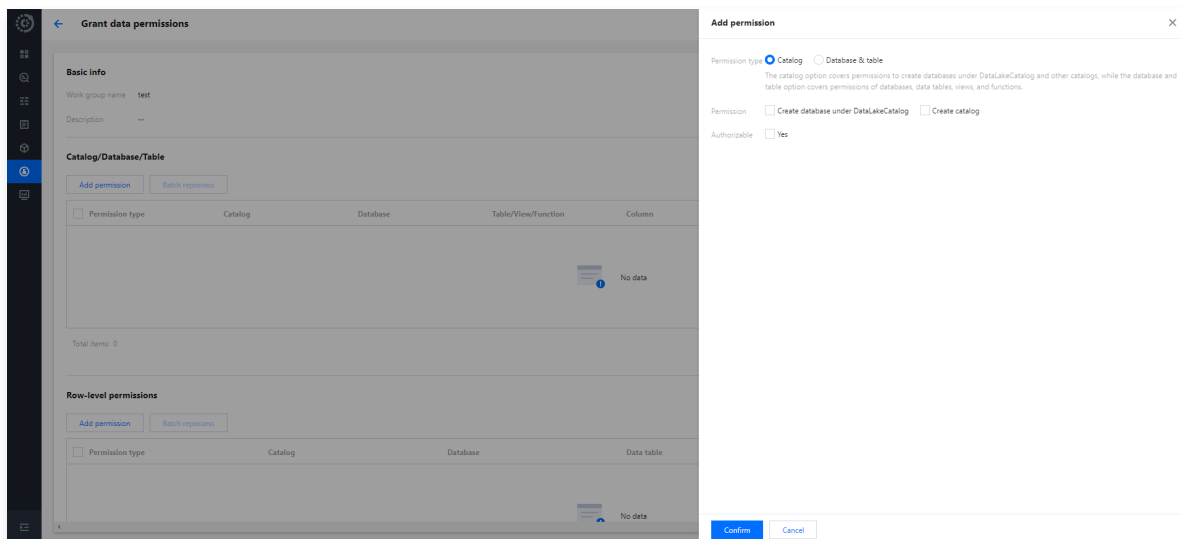 Grant data permissions
Basic info
Work group name test
Description --
Catalog/Database/Table
Add permission Batch repossess
Permission type Catalog Database Table/View/Function Column
No data
Total items: 0
Row-level permissions
Add permission Batch repossess
Permission type Catalog Database Data table
No data
Add permission
Permission type Catalog Database & table
The catalog option covers permissions to create databases under DataLakeCatalog and other catalogs, while the database and
table option covers permissions of databases, data tables, views, and functions.
Permission Create database under DataLakeCatalog Create catalog
Authorizable Yes
Confirm Cancel